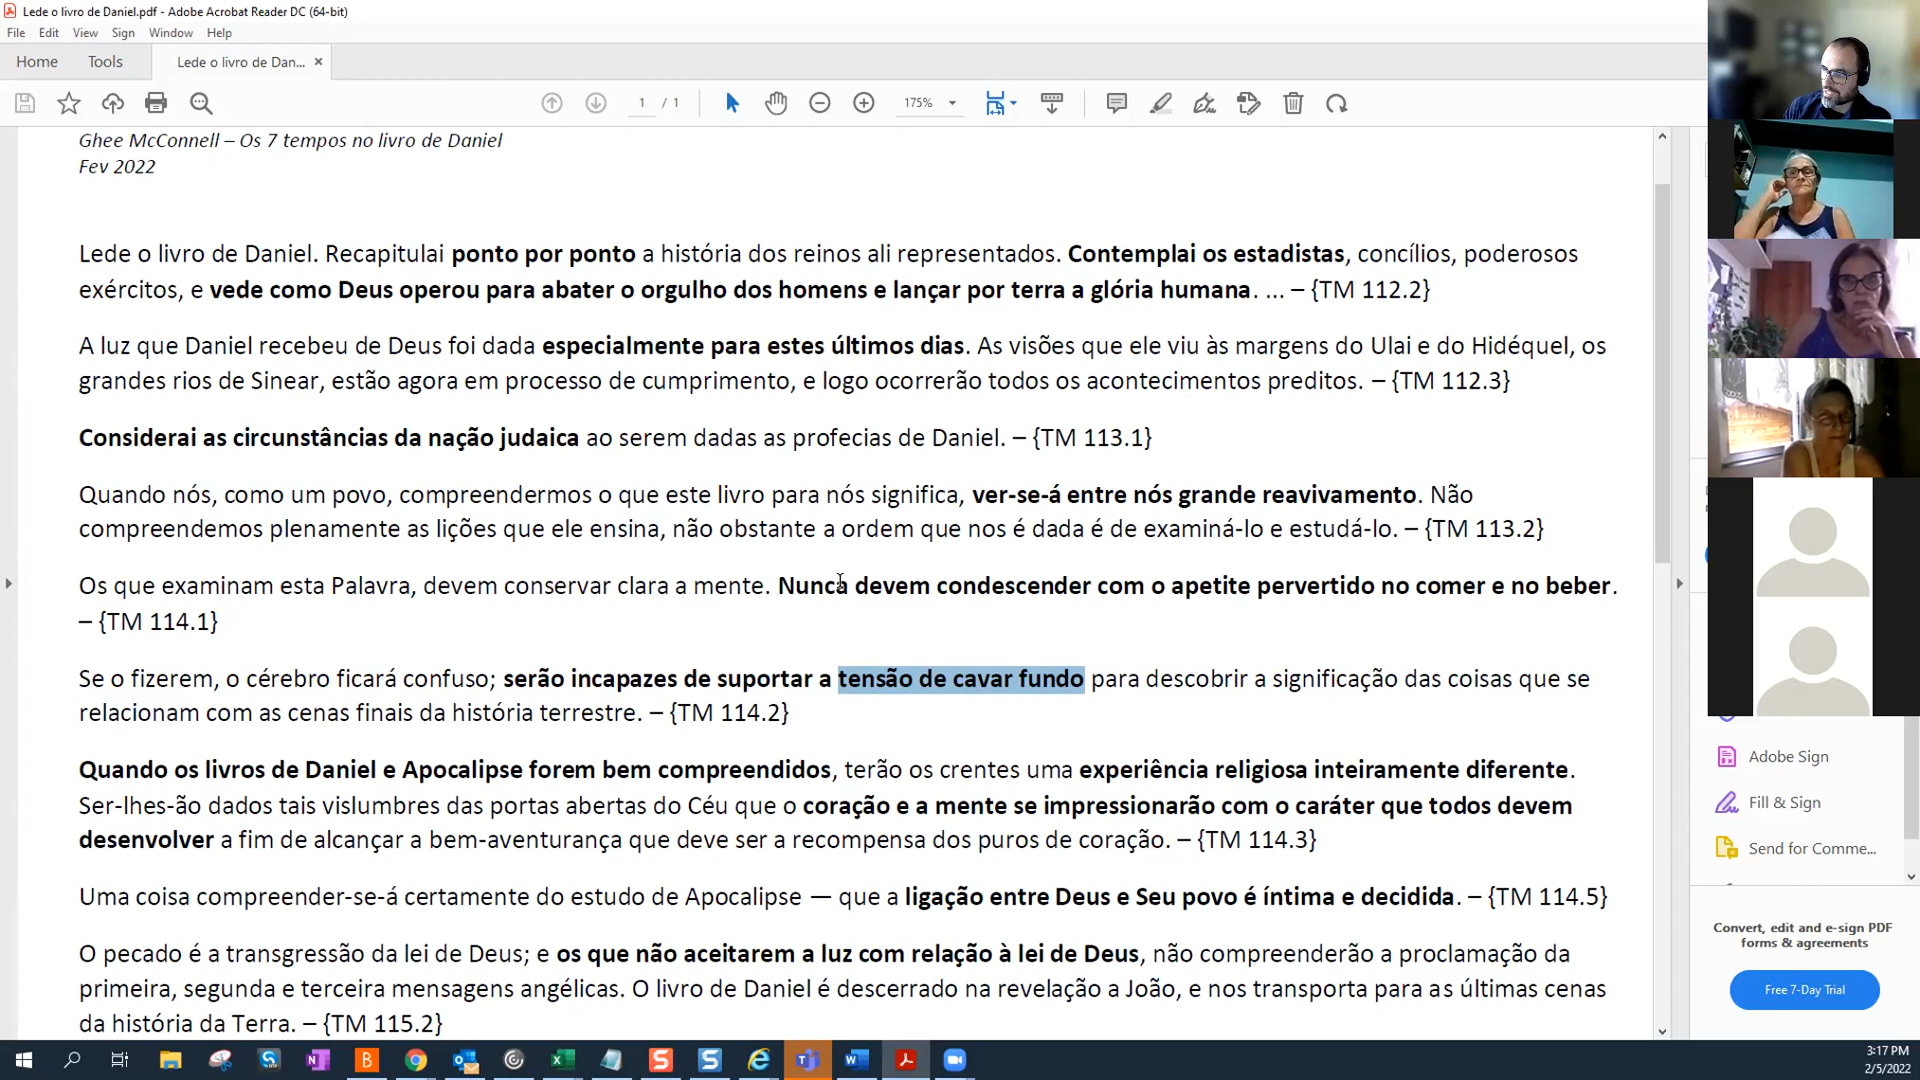 Lede o livro de Daniel.pdf - Adobe Acrobat Reader DC (64-bit)
File Edit View Sign Window Help
Home Tools Lede o livro de Dan... ×
1 / 1 175%
Ghee McConnell – Os 7 tempos no livro de Daniel
Fev 2022
Lede o livro de Daniel. Recapitulai ponto por ponto a história dos reinos ali representados. Contemplai os estadistas, concílios, poderosos
exércitos, e vede como Deus operou para abater o orgulho dos homens e lançar por terra a glória humana. ... – {TM 112.2}
A luz que Daniel recebeu de Deus foi dada especialmente para estes últimos dias. As visões que ele viu às margens do Ulai e do Hidéquel, os
grandes rios de Sinear, estão agora em processo de cumprimento, e logo ocorrerão todos os acontecimentos preditos. – {TM 112.3}
Considerai as circunstâncias da nação judaica ao serem dadas as profecias de Daniel. – {TM 113.1}
Quando nós, como um povo, compreendermos o que este livro para nós significa, ver-se-á entre nós grande reavivamento. Não
compreendemos plenamente as lições que ele ensina, não obstante a ordem que nos é dada é de examiná-lo e estudá-lo. – {TM 113.2}
Os que examinam esta Palavra, devem conservar clara a mente. Nunca devem condescender com o apetite pervertido no comer e no beber.
– {TM 114.1}
Se o fizerem, o cérebro ficará confuso; serão incapazes de suportar a tensão de cavar fundo para descobrir a significação das coisas que se
relacionam com as cenas finais da história terrestre. – {TM 114.2}
Quando os livros de Daniel e Apocalipse forem bem compreendidos, terão os crentes uma experiência religiosa inteiramente diferente.
Ser-lhes-ão dados tais vislumbres das portas abertas do Céu que o coração e a mente se impressionarão com o caráter que todos devem
desenvolver a fim de alcançar a bem-aventurança que deve ser a recompensa dos puros de coração. – {TM 114.3}
Uma coisa compreender-se-á certamente do estudo de Apocalipse — que a ligação entre Deus e Seu povo é íntima e decidida. – {TM 114.5}
O pecado é a transgressão da lei de Deus; e os que não aceitarem a luz com relação à lei de Deus, não compreenderão a proclamação da
primeira, segunda e terceira mensagens angélicas. O livro de Daniel é descerrado na revelação a João, e nos transporta para as últimas cenas
da história da Terra. – {TM 115.2}
Adobe Sign
Fill & Sign
Send for Comme...
Convert, edit and e-sign PDF
forms & agreements
Free 7-Day Trial
3:17 PM
2/5/2022